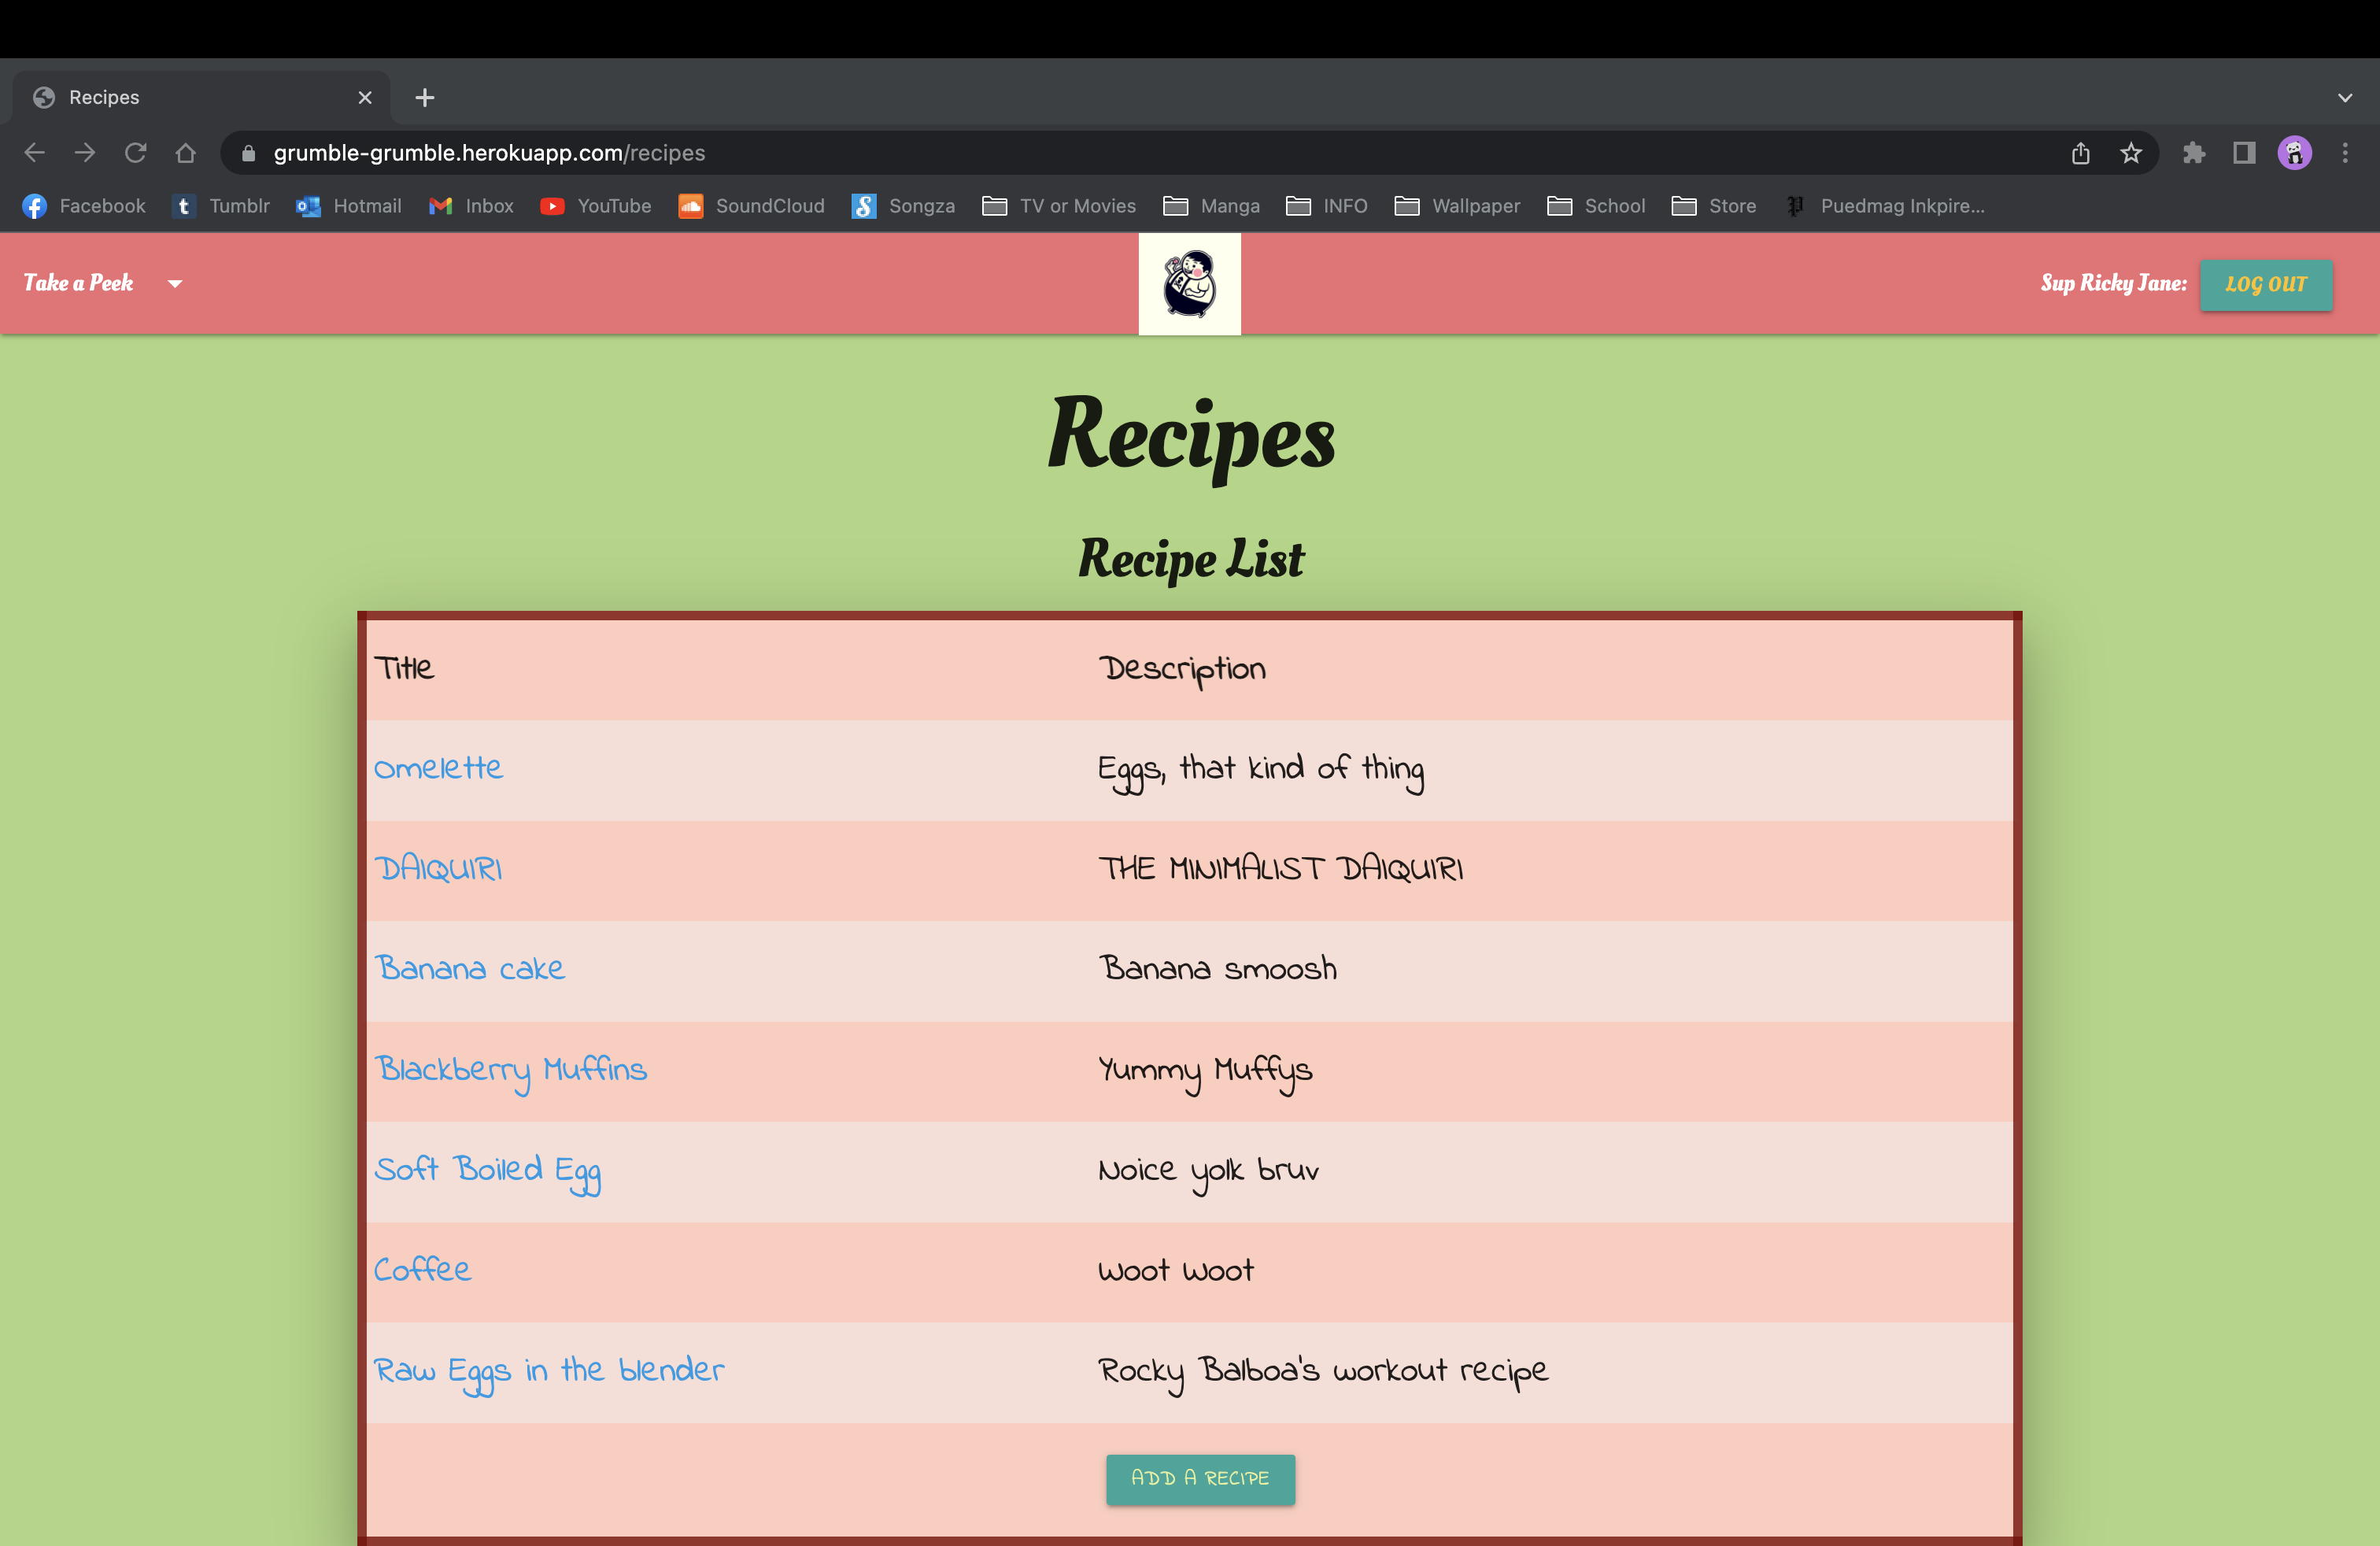 Recipes
grumble-grumble.herokuapp.com/recipes
Facebook Tumblr Hotmail Inbox YouTube SoundCloud Songza TV or Movies Manga INFO Wallpaper School Store Puedmag Inkpire...
Take a Peek Sup Ricky Jane: LOG OUT
Recipes
Recipe List
Title Description
Omelette Eggs, that kind of thing
DAIQUIRI THE MINIMALIST DAIQUIRI
Banana cake Banana smoosh
Blackberry Muffins Yummy Muffys
Soft Boiled Egg Noice yolk bruv
Coffee Woot Woot
Raw Eggs in the blender Rocky Balboa's workout recipe
ADD A RECIPE